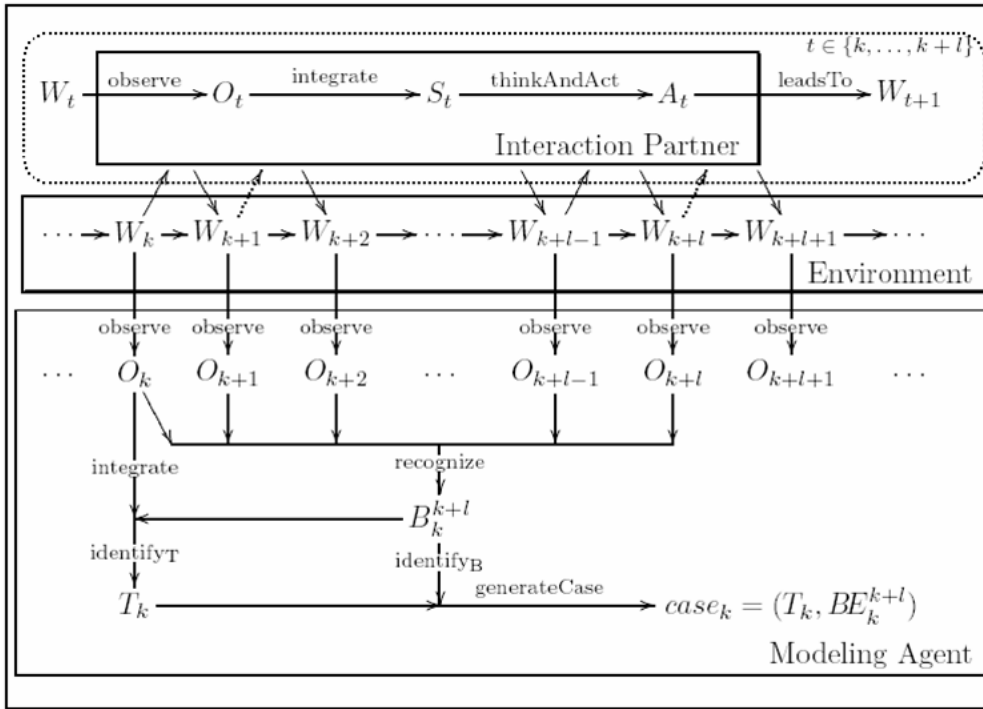 t ∈ {k, . . . , k + l}
W_t observe O_t integrate S_t thinkAndAct A_t leadsTo W_{t+1}
Interaction Partner
· · · W_k W_{k+1} W_{k+2} · · · W_{k+l−1} W_{k+l} W_{k+l+1} · · ·
Environment
observe observe observe observe observe observe
· · · O_k O_{k+1} O_{k+2} · · · O_{k+l−1} O_{k+l} O_{k+l+1} · · ·
integrate recognize
B_k^{k+l}
identify_T identify_B
generateCase
T_k case_k = (T_k, BE_k^{k+l})
Modeling Agent